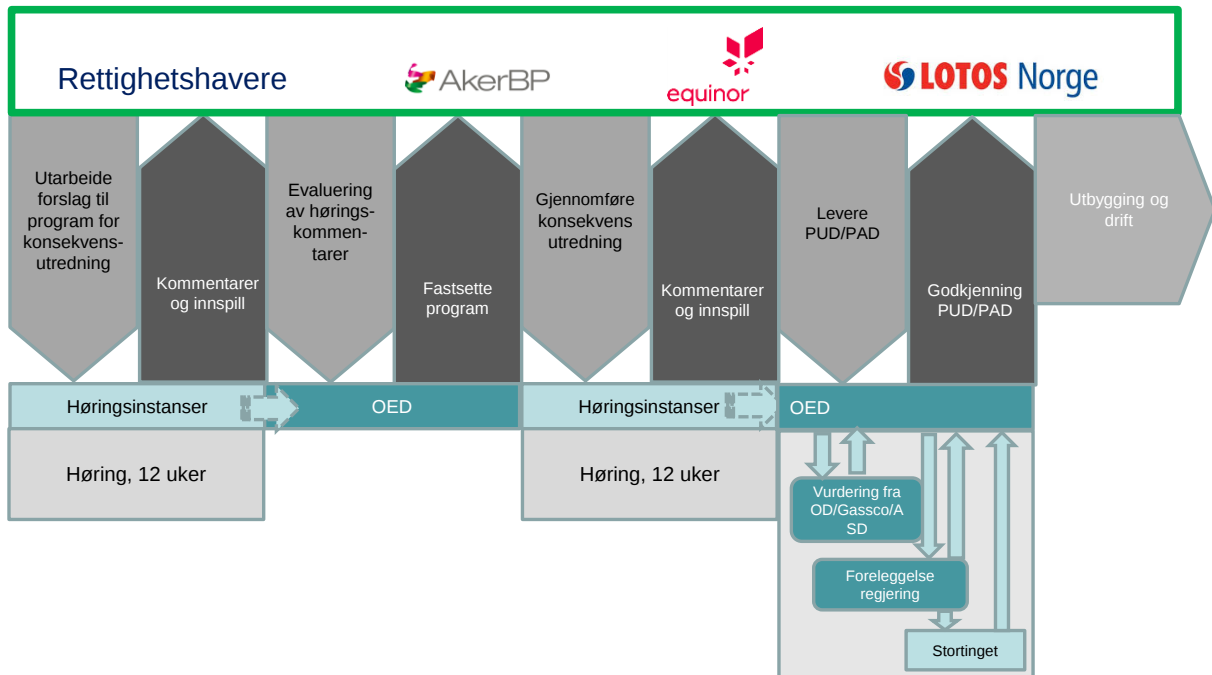 Rettighetshavere
AkerBP
equinor
LOTOS Norge
Utarbeide
forslag til
program for
konsekvens-
utredning
Kommentarer
og innspill
Evaluering
av hørings-
kommen-
tarer
Fastsette
program
Gjennomføre
konsekvens
utredning
Kommentarer
og innspill
Levere
PUD/PAD
Godkjenning
PUD/PAD
Utbygging og
drift
Høringsinstanser
OED
Høringsinstanser
OED
Høring, 12 uker
Høring, 12 uker
Vurdering fra
OD/Gassco/A
SD
Foreleggelse
regjering
Stortinget